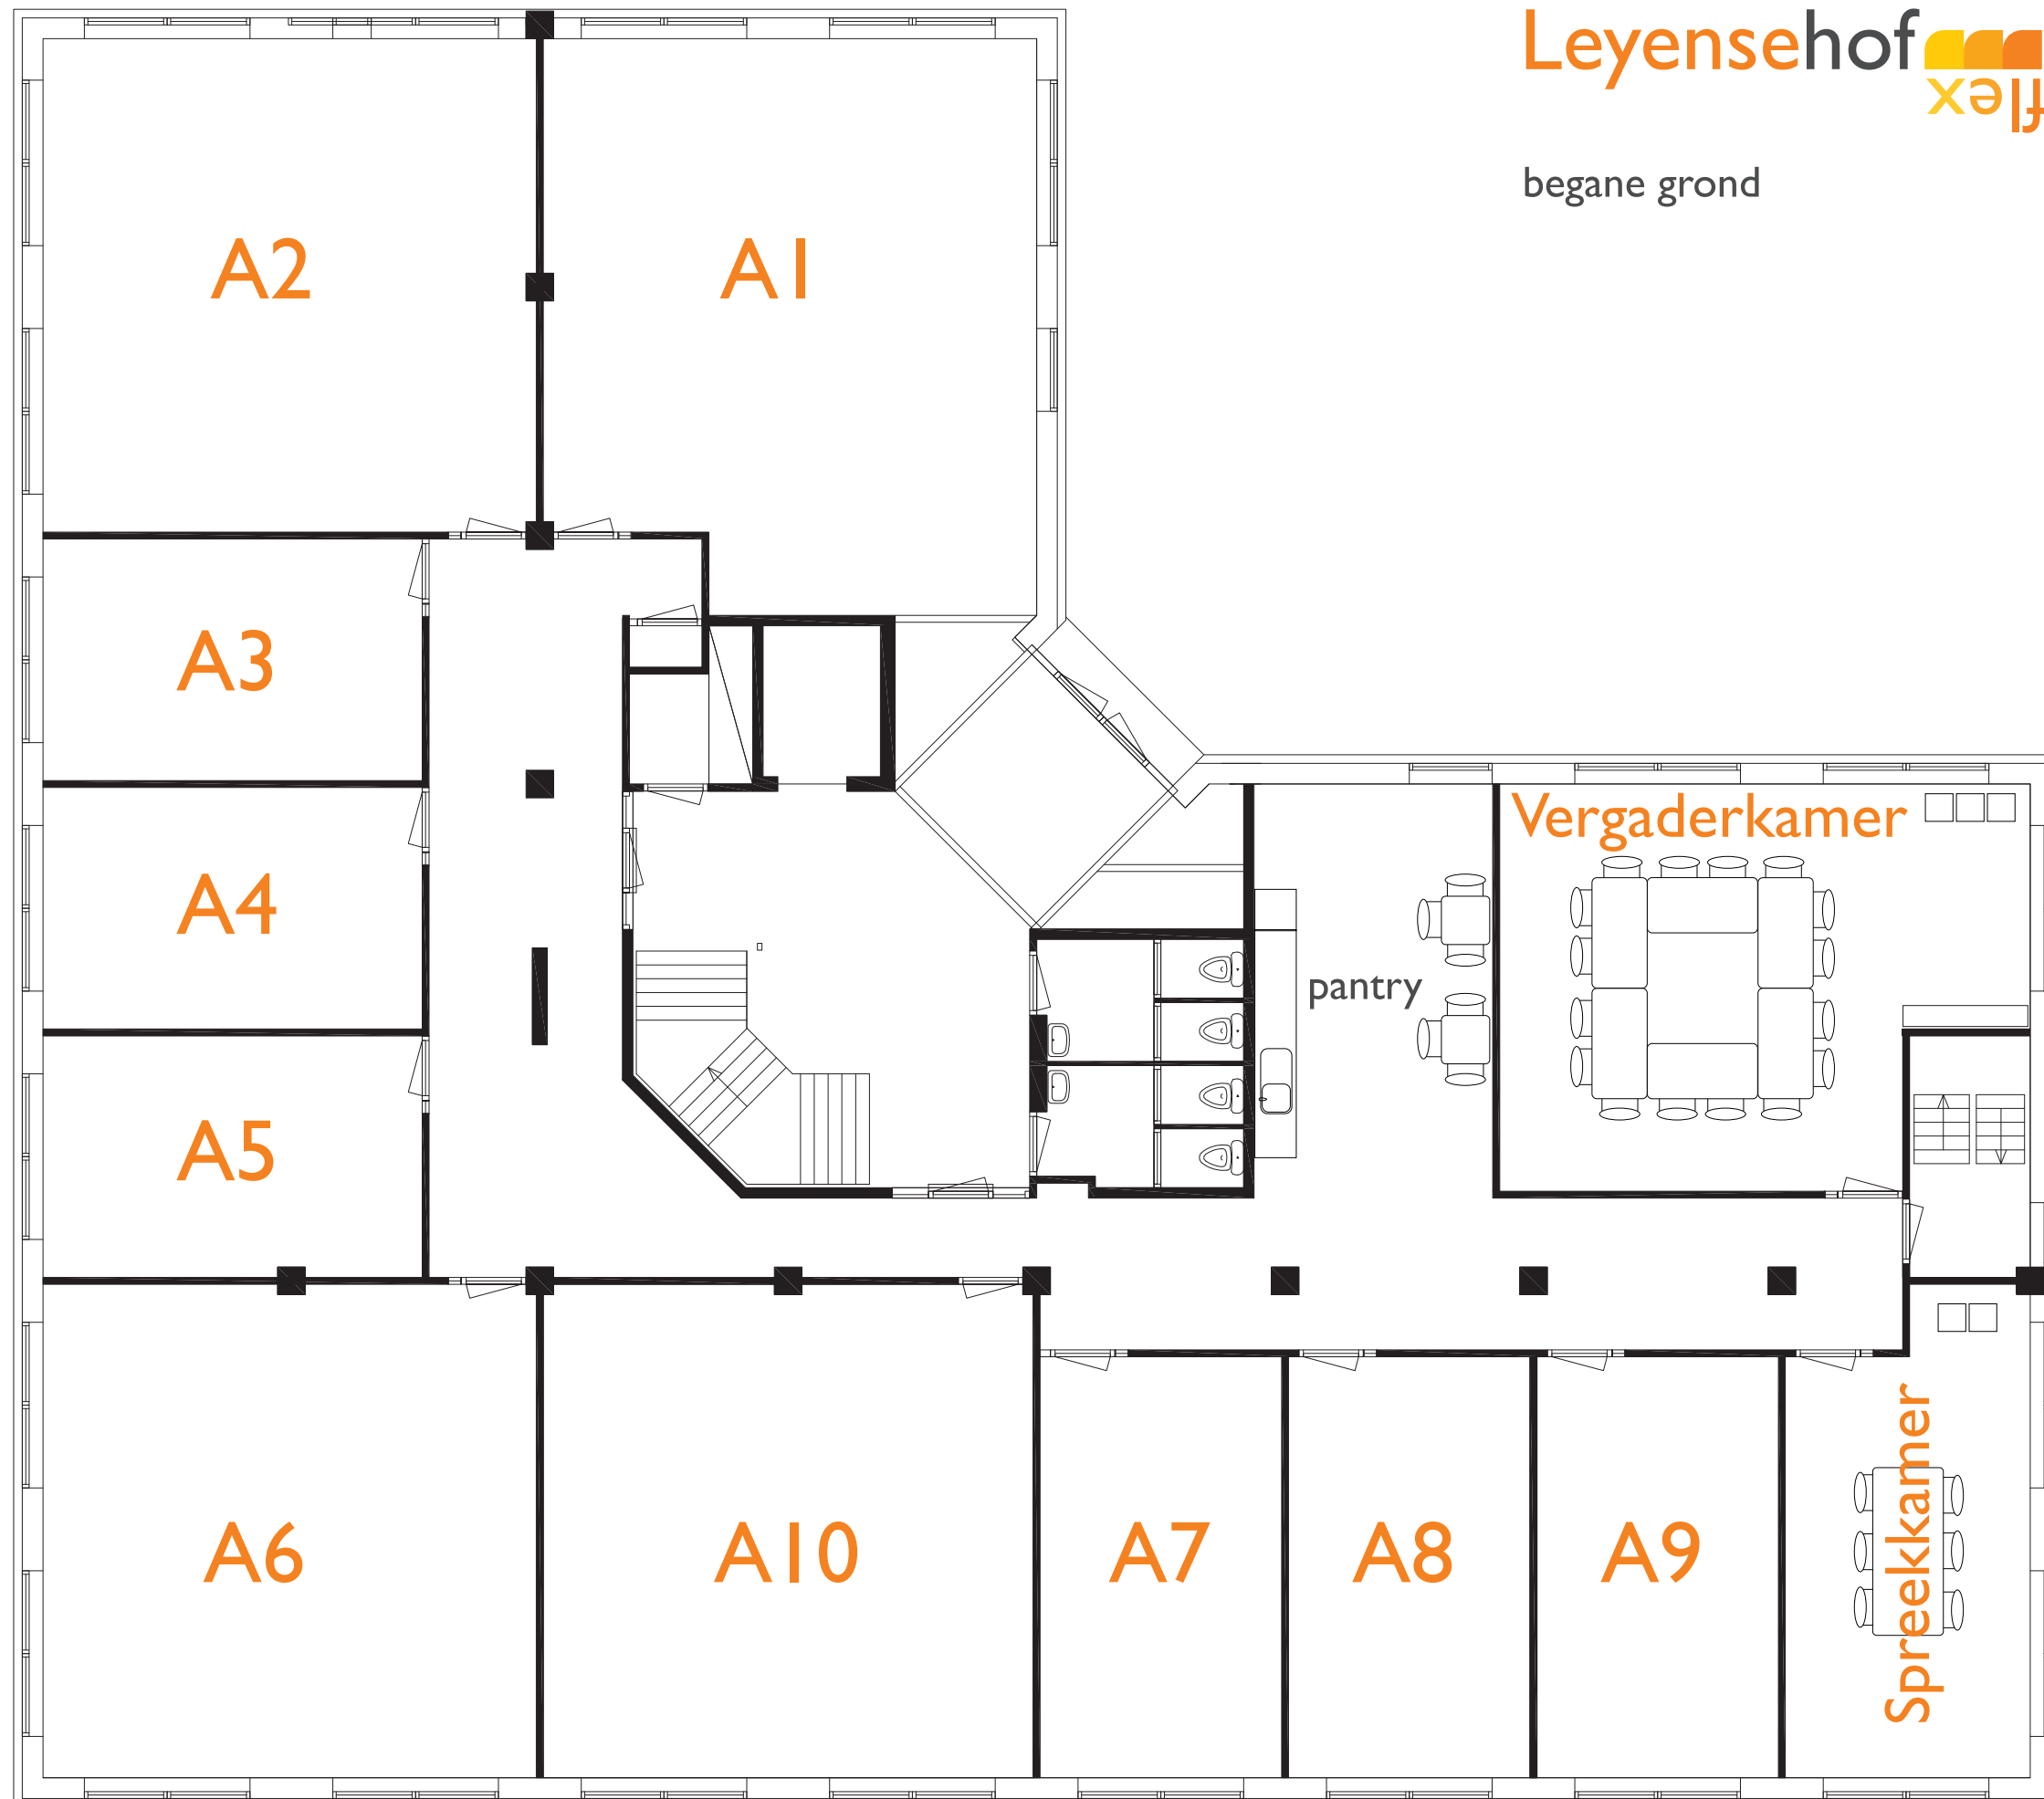 Leyensehof
flex
begane grond
A2
A1
A3
A4
A5
Vergaderkamer
pantry
A6
A10
A7
A8
A9
Spreekkamer